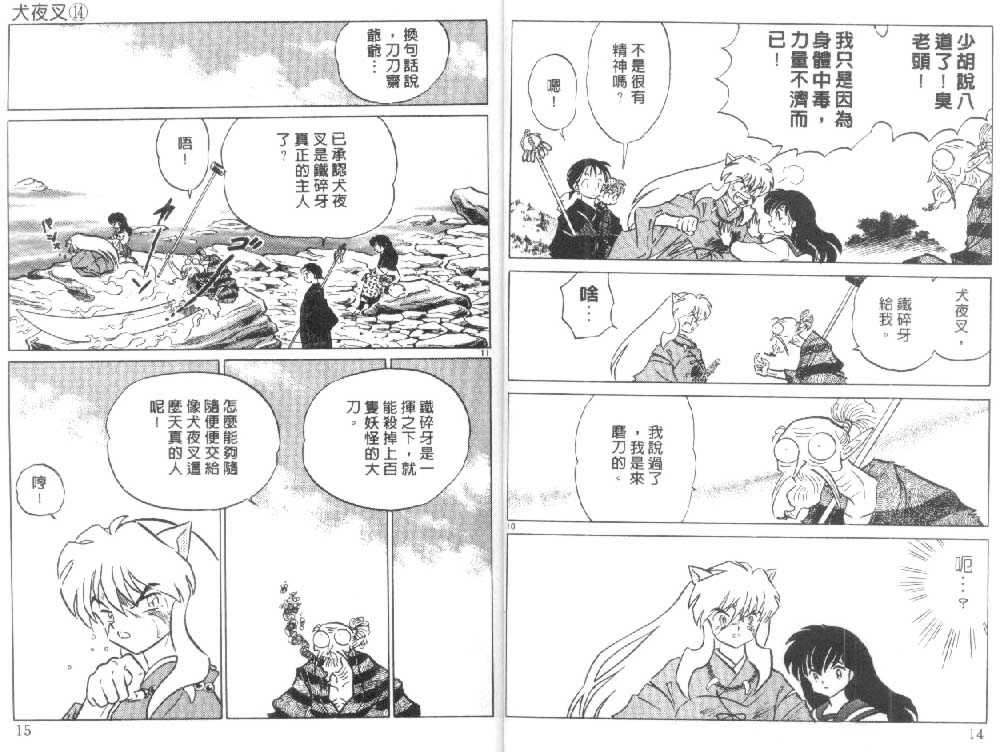 少胡說八
道了！臭
老頭！
我只是因為
身體中毒，
力量不濟而
已！
不是很有
精神嗎？
嗯！
犬夜叉，
鐵碎牙
給我。
啥…
我說過了
，我是來
磨刀的。
10
呃…？
14
犬夜叉⑭
換句話說
，刀刀齋
爺爺…
已承認犬夜
叉是鐵碎牙
真正的主人
了？
唔！
11
鐵碎牙是一
揮之下，就
能殺掉上百
隻妖怪的大
刀。
怎麼能夠隨
隨便便交給
像犬夜叉這
麼天真的人
呢！
哼！
15